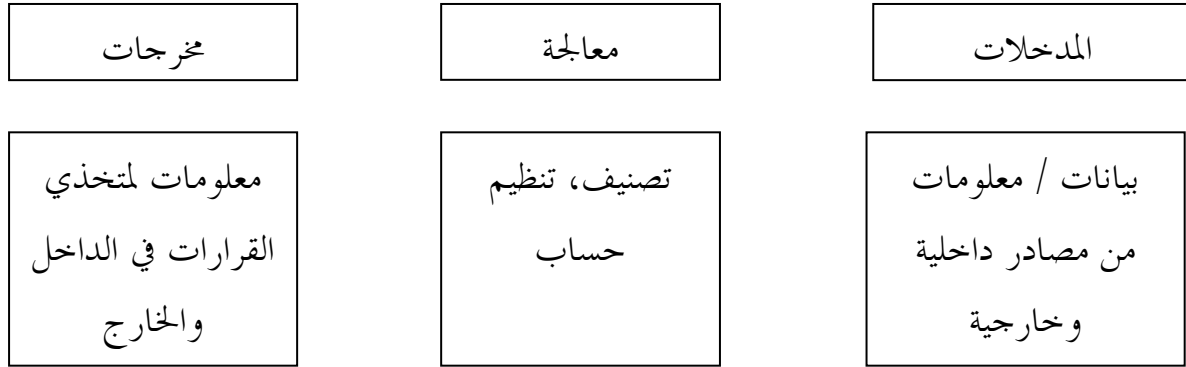 المدخلات
معالجة
مخرجات
بيانات / معلومات
من مصادر داخلية
وخارجية
تصنيف، تنظيم
حساب
معلومات لمتخذي
القرارات في الداخل
والخارج